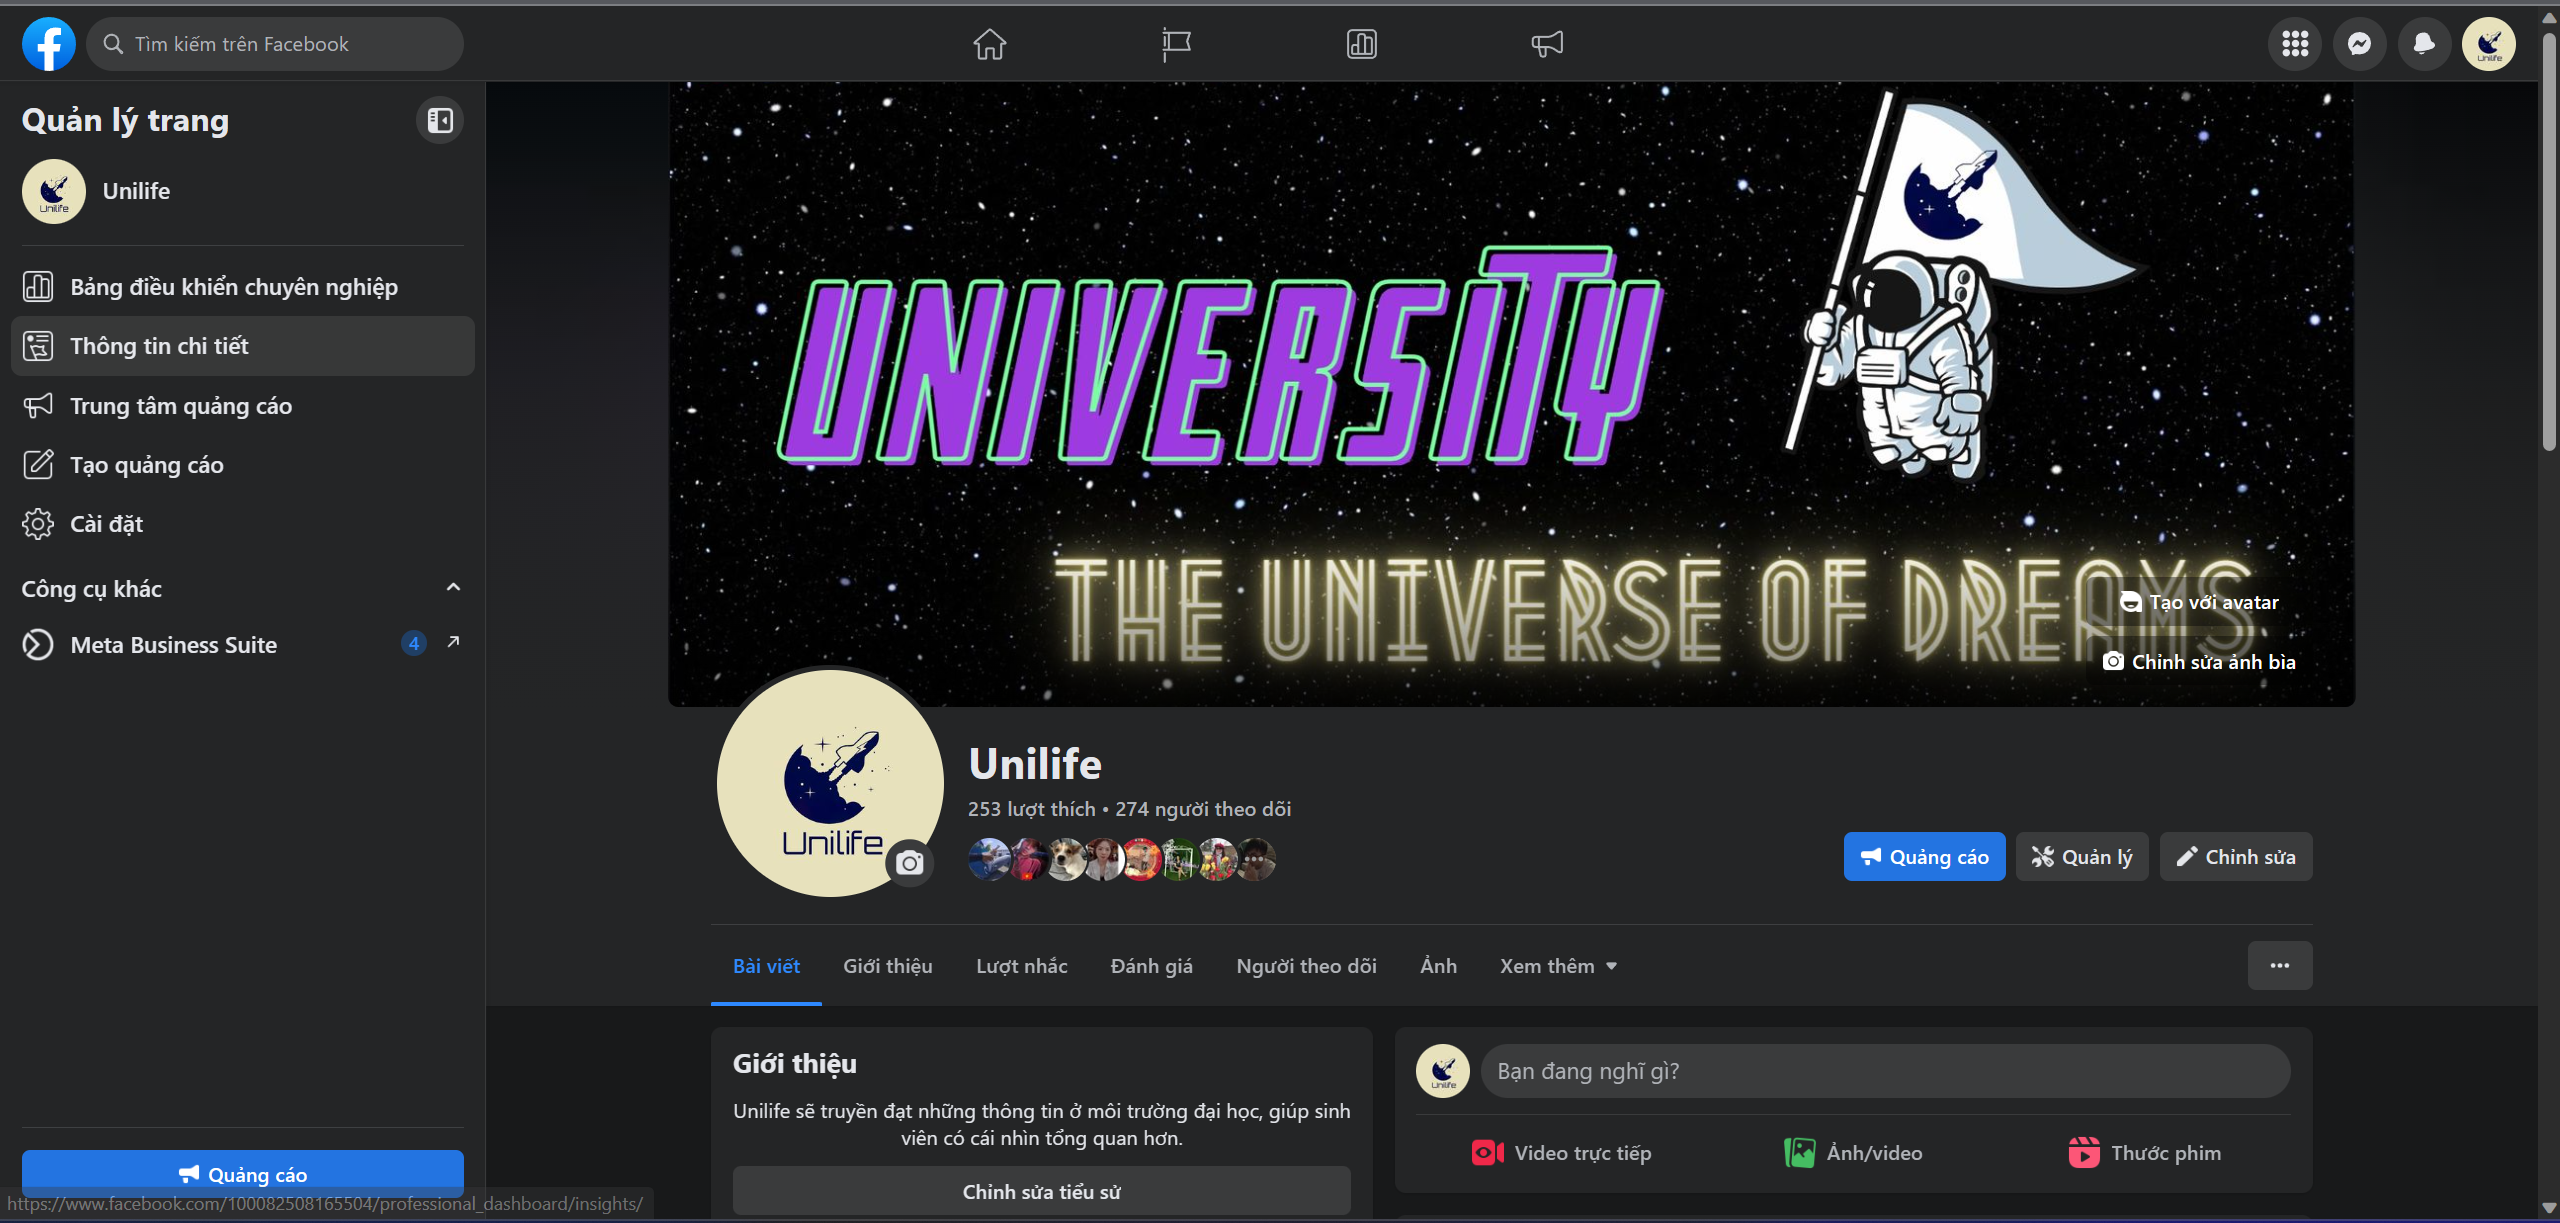 Tìm kiếm trên Facebook
Quản lý trang
Unilife
Unilife
Bảng điều khiển chuyên nghiệp
Thông tin chi tiết
Trung tâm quảng cáo
Tạo quảng cáo
Cài đặt
Công cụ khác
Meta Business Suite
4
Quảng cáo
https://www.facebook.com/100082508165504/professional_dashboard/insights/
Unilife
UNIVERSITY
THE UNIVERSE OF DREAMS
Tạo với avatar
Chỉnh sửa ảnh bìa
Unilife
Unilife
253 lượt thích • 274 người theo dõi
Quảng cáo
Quản lý
Chỉnh sửa
Bài viết
Giới thiệu
Lượt nhắc
Đánh giá
Người theo dõi
Ảnh
Xem thêm
Giới thiệu
Unilife sẽ truyền đạt những thông tin ở môi trường đại học, giúp sinh
viên có cái nhìn tổng quan hơn.
Chỉnh sửa tiểu sử
Unilife
Bạn đang nghĩ gì?
Video trực tiếp
Ảnh/video
Thước phim